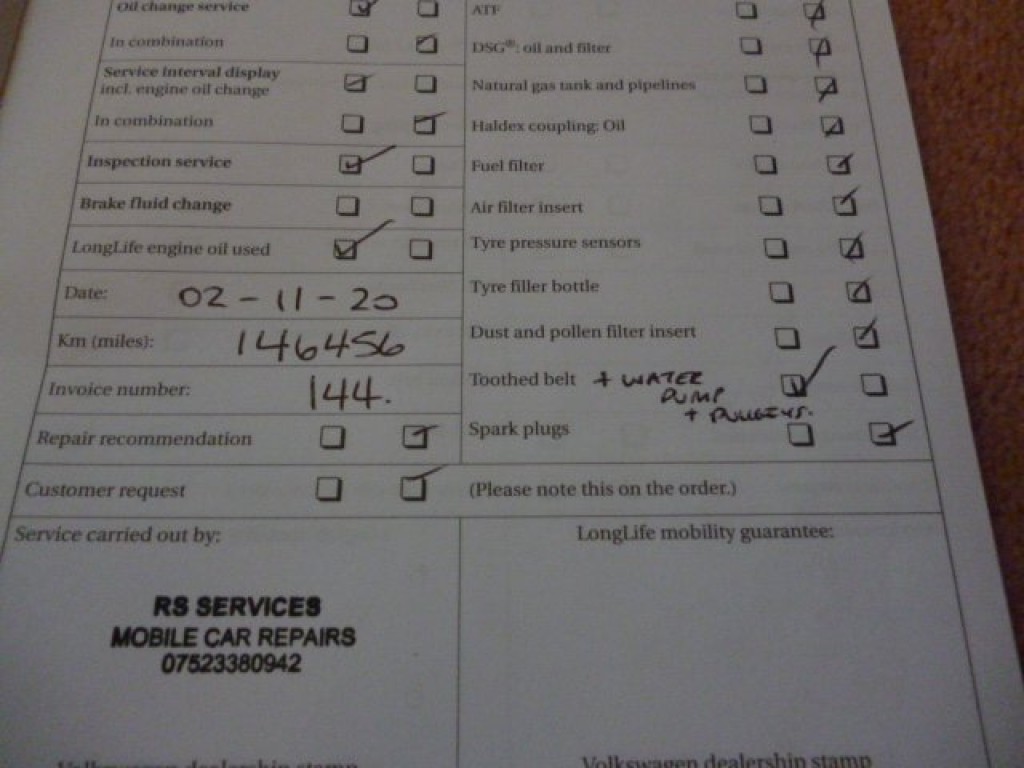 Oil change service
In combination
Service interval display
incl. engine oil change
In combination
Inspection service
Brake fluid change
LongLife engine oil used
Date: 02-11-20
Km (miles): 146456
Invoice number: 144.
Repair recommendation
Customer request
ATF
DSG®: oil and filter
Natural gas tank and pipelines
Haldex coupling: Oil
Fuel filter
Air filter insert
Tyre pressure sensors
Tyre filler bottle
Dust and pollen filter insert
Toothed belt + WATER
PUMP
+ PULLEYS.
Spark plugs
(Please note this on the order.)
Service carried out by:
RS SERVICES
MOBILE CAR REPAIRS
07523380942
LongLife mobility guarantee:
Volkswagen dealership stamp
Volkswagen dealership stamp